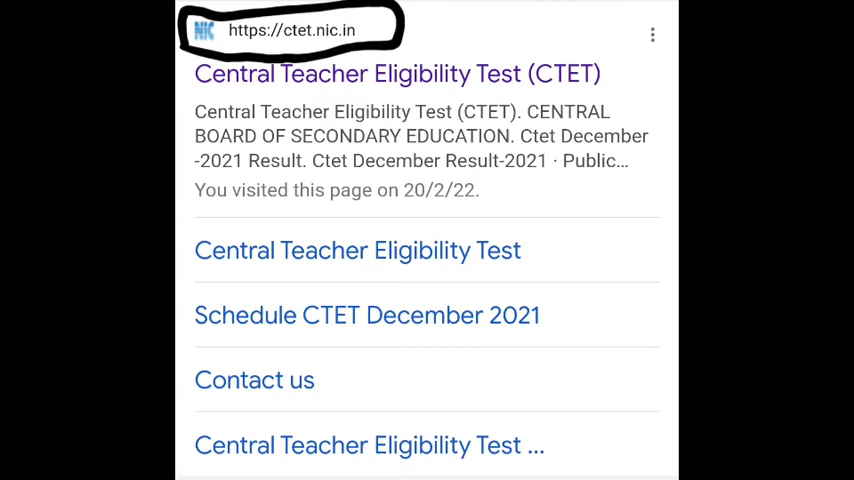 NIC https://ctet.nic.in
Central Teacher Eligibility Test (CTET)
Central Teacher Eligibility Test (CTET). CENTRAL
BOARD OF SECONDARY EDUCATION. Ctet December
-2021 Result. Ctet December Result-2021 · Public...
You visited this page on 20/2/22.
Central Teacher Eligibility Test
Schedule CTET December 2021
Contact us
Central Teacher Eligibility Test ...